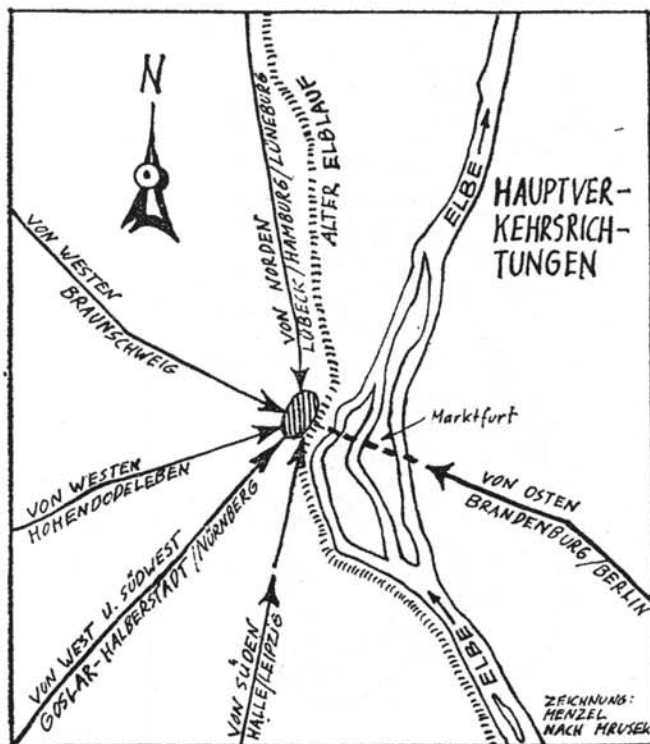 N
HAUPTVER-
KEHRSRICH-
TUNGEN
ELBE
ALTER ELBLAUF
VON NORDEN
LÜBECK/HAMBURG/LÜNEBURG
VON WESTEN
BRAUNSCHWEIG
Marktfurt
VON WESTEN
HOHENDODELEBEN
VON OSTEN
BRANDENBURG/BERLIN
VON WEST U. SÜDWEST
GOSLAR-HALBERSTADT/NÜRNBERG
VON SÜDEN
HALLE/LEIPZIG
ELBE
ZEICHNUNG:
MENZEL
NACH MRUSEK